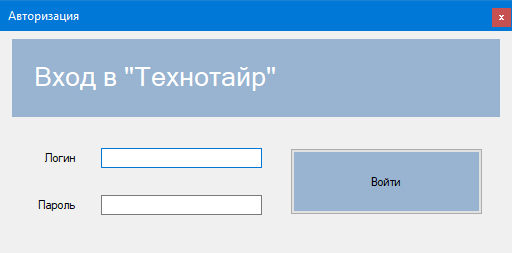 Авторизация
x
Вход в "Технотайр"
Логин
Войти
Пароль